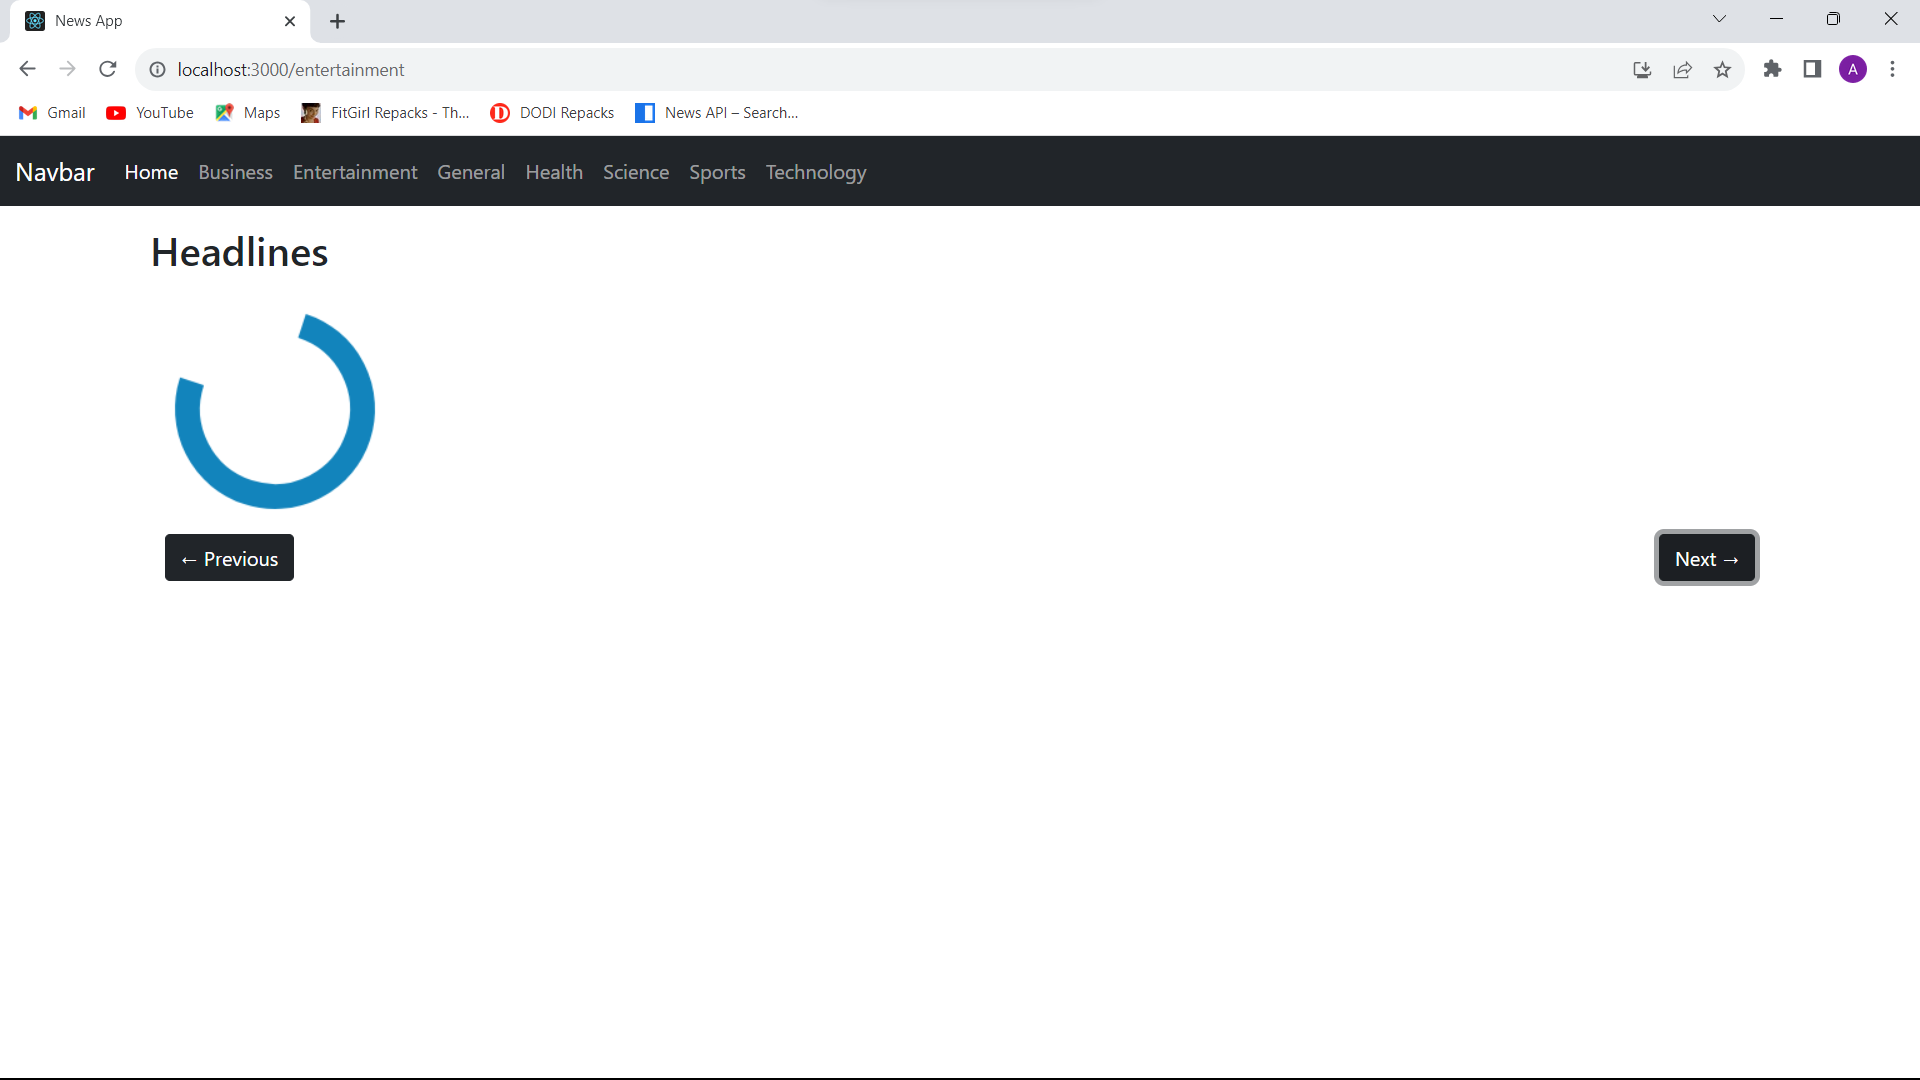 News App
localhost:3000/entertainment
A
Gmail YouTube Maps FitGirl Repacks - Th... DODI Repacks News API – Search...
Navbar Home Business Entertainment General Health Science Sports Technology
Headlines
← Previous Next →